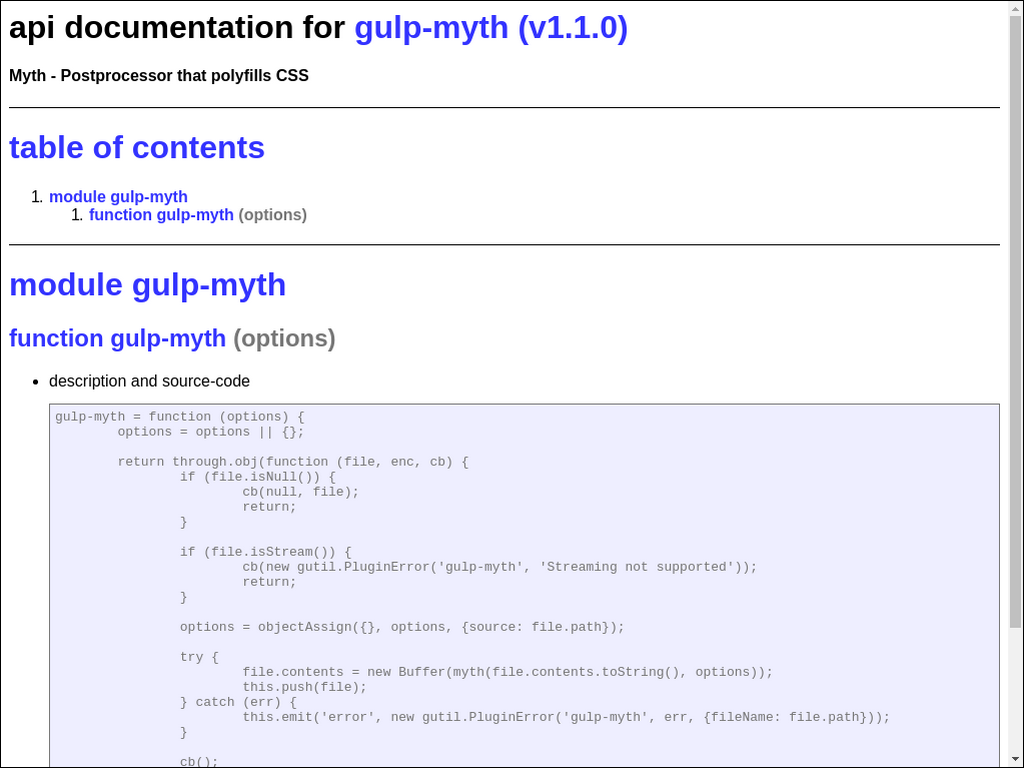 api documentation for gulp-myth (v1.1.0)
Myth - Postprocessor that polyfills CSS
table of contents
1. module gulp-myth
1. function gulp-myth (options)
module gulp-myth
function gulp-myth (options)
• description and source-code
gulp-myth = function (options) {
        options = options || {};

        return through.obj(function (file, enc, cb) {
                if (file.isNull()) {
                        cb(null, file);
                        return;
                }

                if (file.isStream()) {
                        cb(new gutil.PluginError('gulp-myth', 'Streaming not supported'));
                        return;
                }

                options = objectAssign({}, options, {source: file.path});

                try {
                        file.contents = new Buffer(myth(file.contents.toString(), options));
                        this.push(file);
                } catch (err) {
                        this.emit('error', new gutil.PluginError('gulp-myth', err, {fileName: file.path}));
                }

                cb();